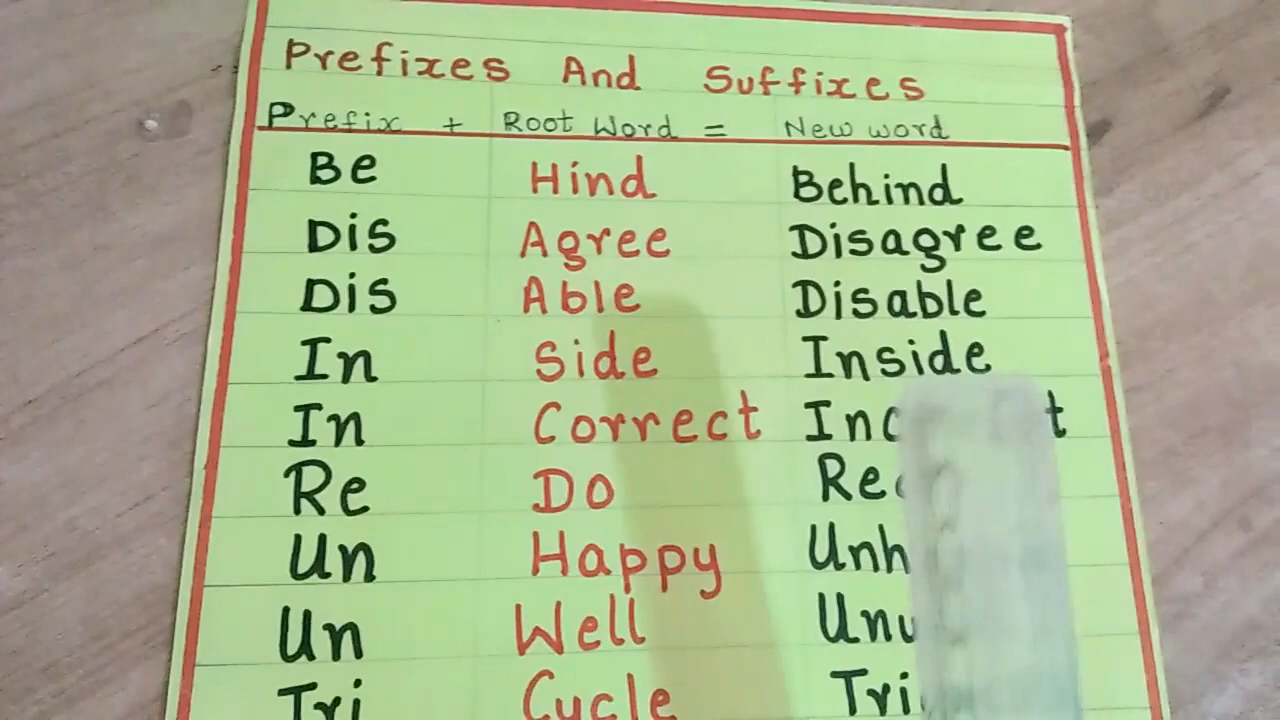 Prefixes And Suffixes
Prefix + Root Word = New word
Be Hind Behind
Dis Agree Disagree
Dis Able Disable
In Side Inside
In Correct
Re Do
Un Happy
Un Well
Tri Cycle